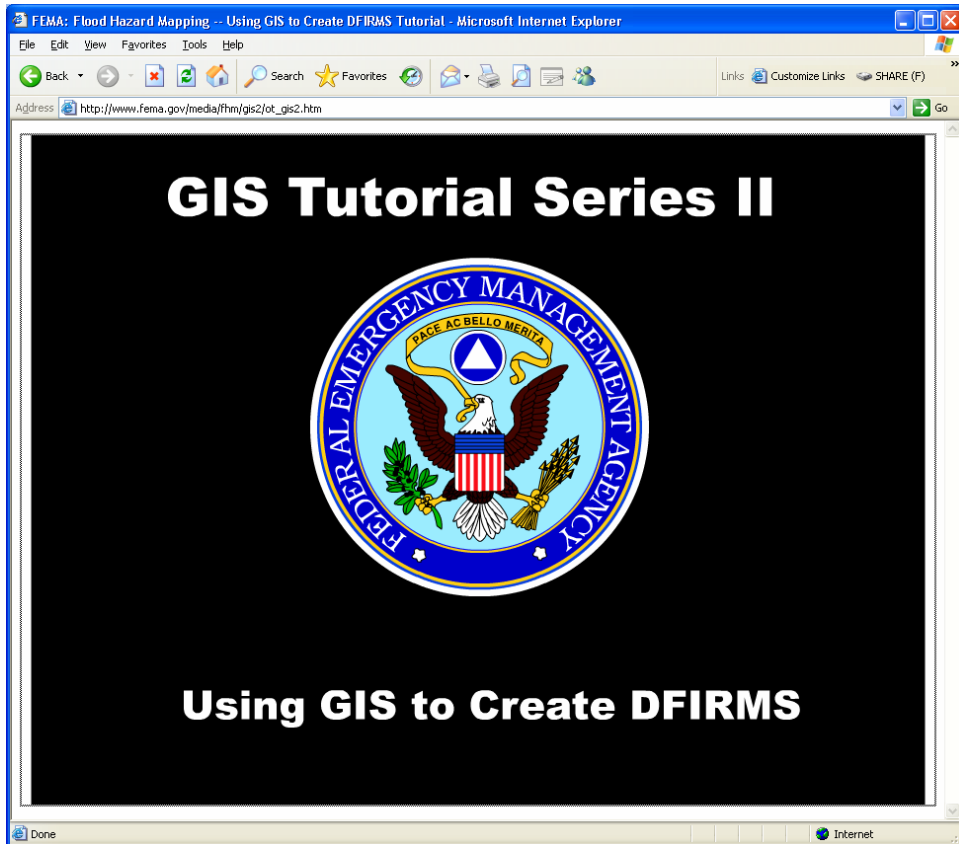 FEMA: Flood Hazard Mapping -- Using GIS to Create DFIRMS Tutorial - Microsoft Internet Explorer
File Edit View Favorites Tools Help
Back Search Favorites Links Customize Links SHARE (F) »
Address http://www.fema.gov/media/fhm/gis2/ot_gis2.htm Go
GIS Tutorial Series II
FEDERAL EMERGENCY MANAGEMENT AGENCY
PACE AC BELLO MERITA
Using GIS to Create DFIRMS
Done Internet